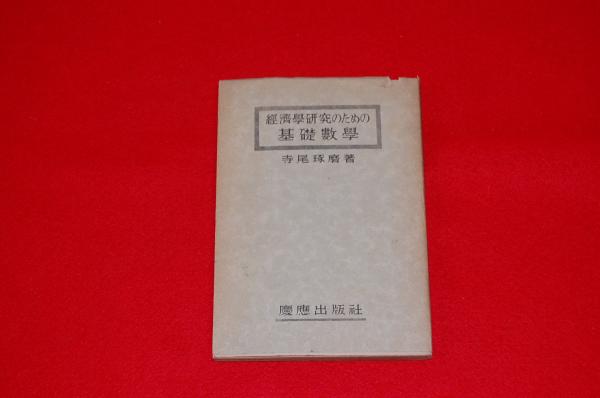 經濟學硏究のための
基礎數學
寺尾琢磨著
慶應出版社